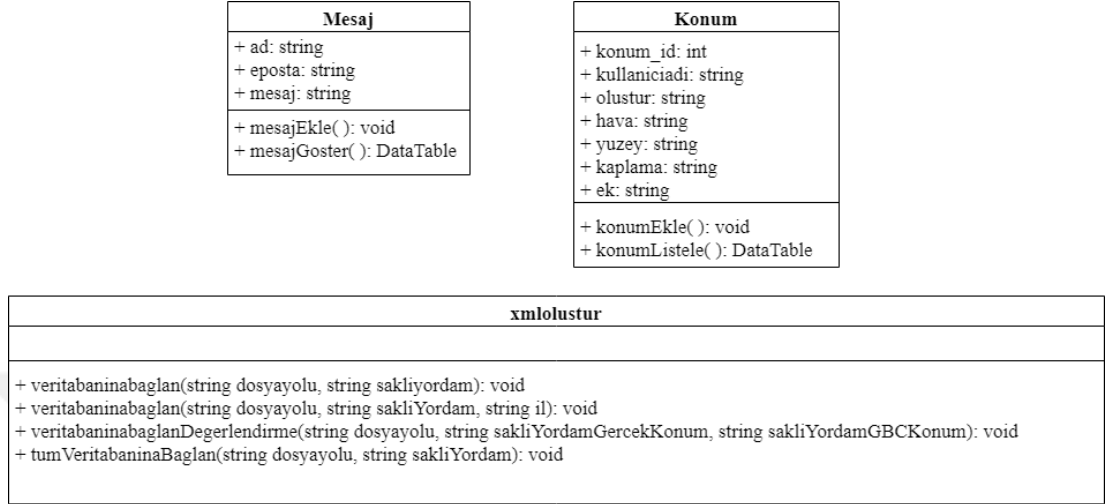 Mesaj
+ ad: string
+ eposta: string
+ mesaj: string
+ mesajEkle( ): void
+ mesajGoster( ): DataTable
Konum
+ konum_id: int
+ kullaniciadi: string
+ olustur: string
+ hava: string
+ yuzey: string
+ kaplama: string
+ ek: string
+ konumEkle( ): void
+ konumListele( ): DataTable
xmlolustur
+ veritabaninabaglan(string dosyayolu, string sakliyordam): void
+ veritabaninabaglan(string dosyayolu, string sakliYordam, string il): void
+ veritabaninabaglanDegerlendirme(string dosyayolu, string sakliYordamGercekKonum, string sakliYordamGBCKonum): void
+ tumVeritabaninaBaglan(string dosyayolu, string sakliYordam): void